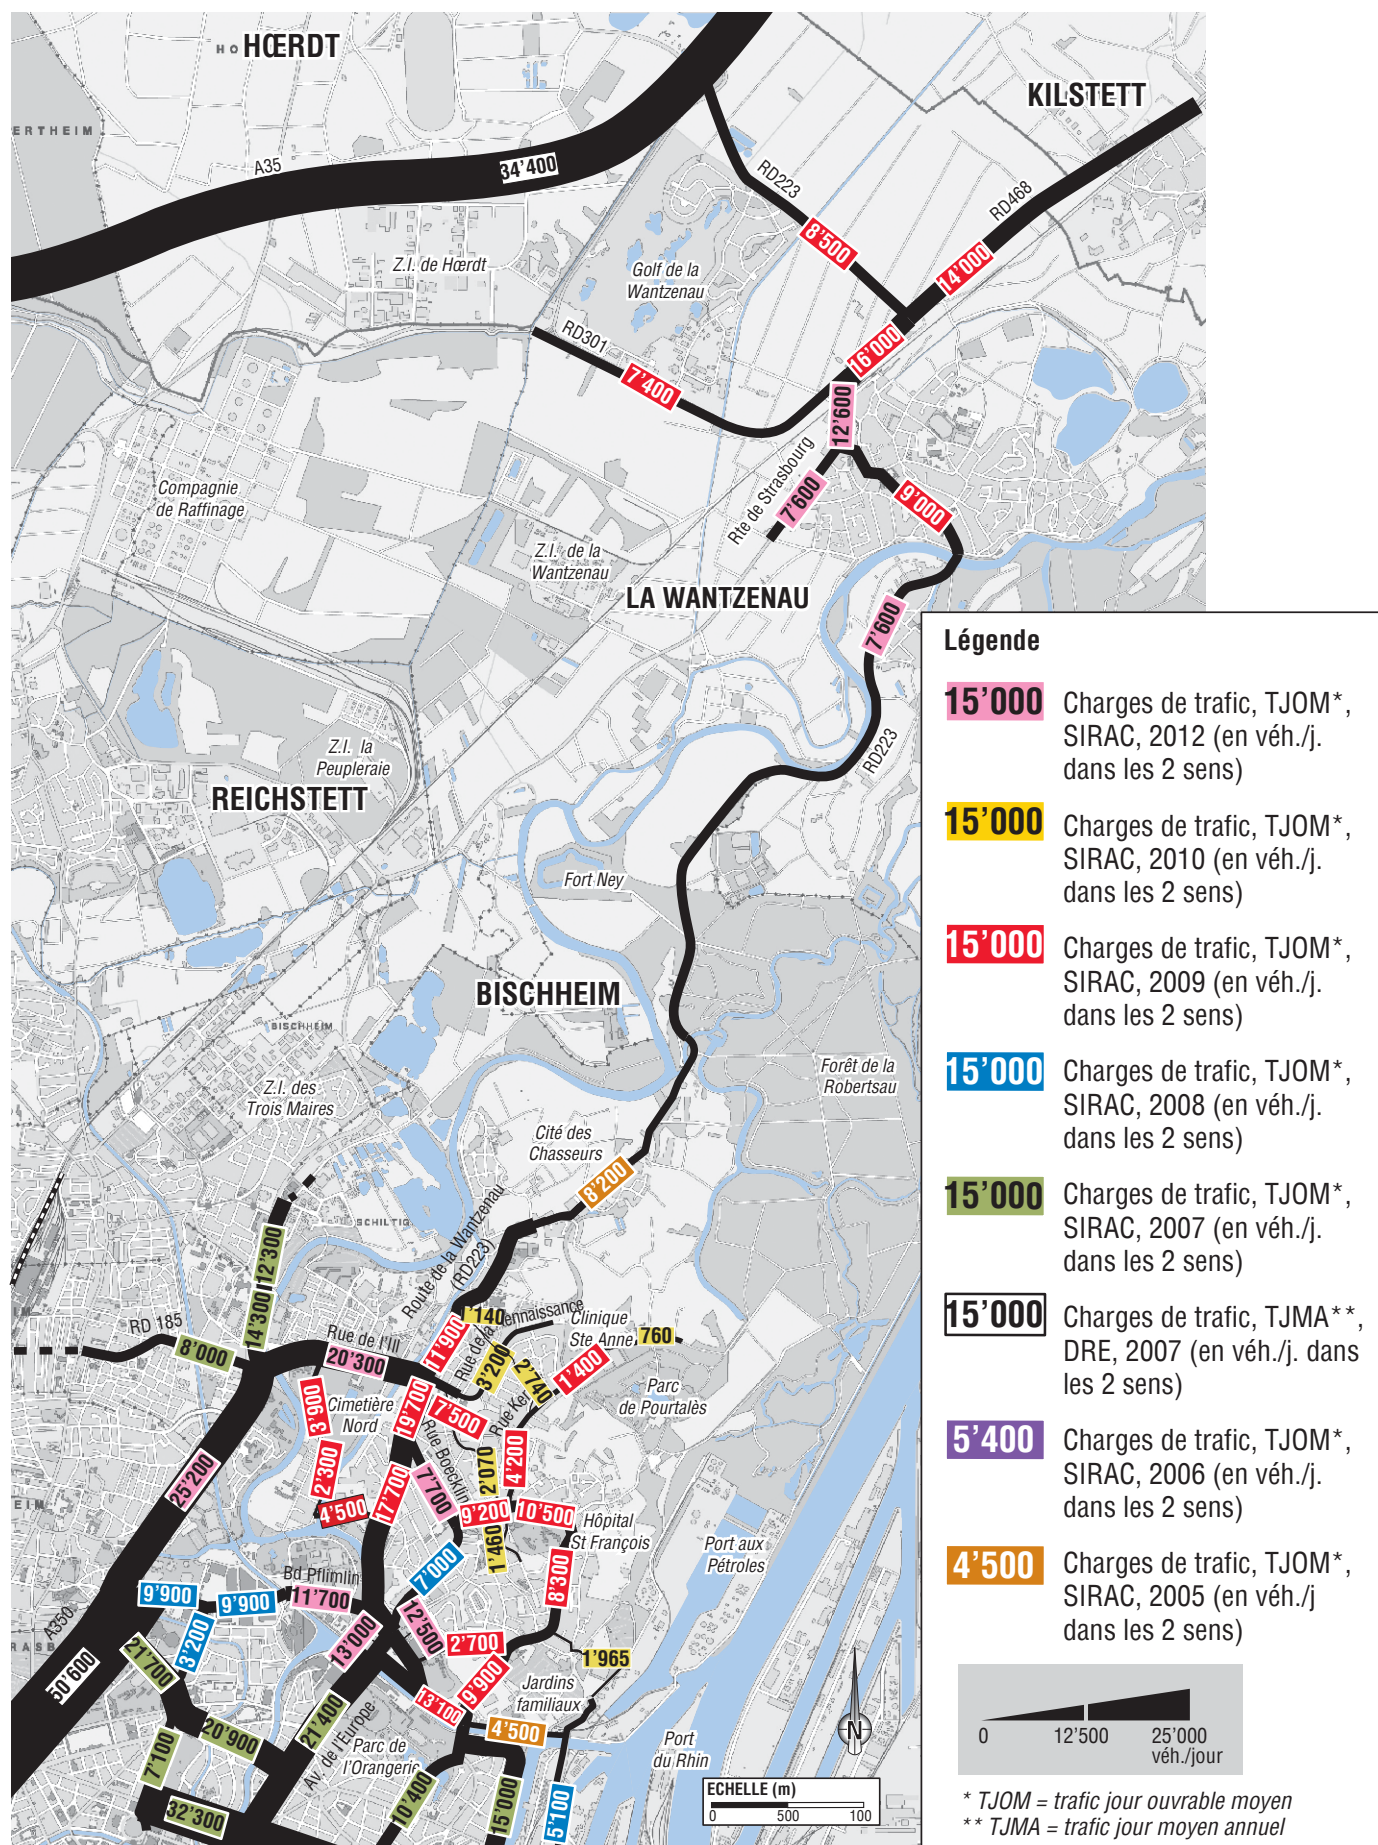 HŒRDT
KILSTETT
ERTHEIM
A35
34'400
RD223
RD468
8'500
14'000
Z.I. de Hœrdt
Golf de la
Wantzenau
RD301
7'400
16'000
12'600
Rte de Strasbourg
7'600
9'000
Compagnie
de Raffinage
Z.I. de la
Wantzenau
LA WANTZENAU
7'600
RD223
Z.I. la
Peupleraie
REICHSTETT
Fort Ney
BISCHHEIM
BISCHHEIM
Z.I. des
Trois Maires
Forêt de la
Robertsau
Cité des
Chasseurs
8'200
SCHILTIG
Route de la Wantzenau
(RD223)
12'300
14'300
RD 185
8'000
Rue de l'Ill
20'300
11'900
1'140
Clinique
Ste Anne
760
3'200
2'740
1'400
Rue Ker
Parc
de Pourtalès
3'900
Cimetière
Nord
19'700
7'500
Rue Boecklin
2'070
4'200
25'200
2'300
4'500
17'700
7'700
9'200
10'500
Hôpital
St François
1'460
Port aux
Pétroles
7'000
8'300
Bd Pflimlin
9'900
9'900
11'700
3'200
13'000
12'500
2'700
A350
21'700
50'600
9'900
1'965
Jardins
familiaux
13'100
4'500
20'900
21'400
Av. de l'Europe
Parc de
l'Orangerie
Port
du Rhin
7'100
32'300
10'400
15'000
5'100
N
ECHELLE (m)
0 500 100
Légende
15'000 Charges de trafic, TJOM*,
SIRAC, 2012 (en véh./j.
dans les 2 sens)
15'000 Charges de trafic, TJOM*,
SIRAC, 2010 (en véh./j.
dans les 2 sens)
15'000 Charges de trafic, TJOM*,
SIRAC, 2009 (en véh./j.
dans les 2 sens)
15'000 Charges de trafic, TJOM*,
SIRAC, 2008 (en véh./j.
dans les 2 sens)
15'000 Charges de trafic, TJOM*,
SIRAC, 2007 (en véh./j.
dans les 2 sens)
15'000 Charges de trafic, TJMA**,
DRE, 2007 (en véh./j. dans
les 2 sens)
5'400 Charges de trafic, TJOM*,
SIRAC, 2006 (en véh./j.
dans les 2 sens)
4'500 Charges de trafic, TJOM*,
SIRAC, 2005 (en véh./j
dans les 2 sens)
0 12'500 25'000
véh./jour
* TJOM = trafic jour ouvrable moyen
** TJMA = trafic jour moyen annuel